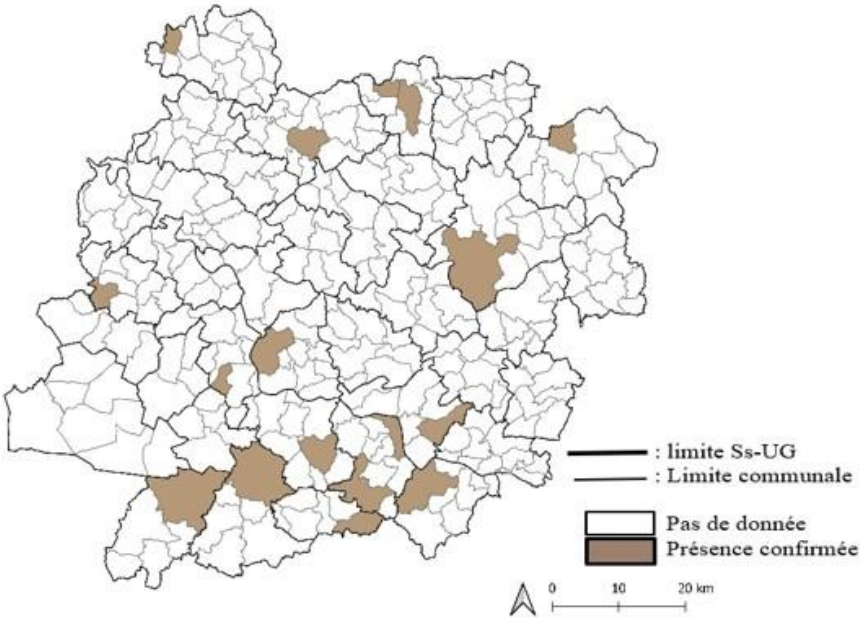 : limite Ss-UG
: Limite communale
Pas de donnée
Présence confirmée
0 10 20 km